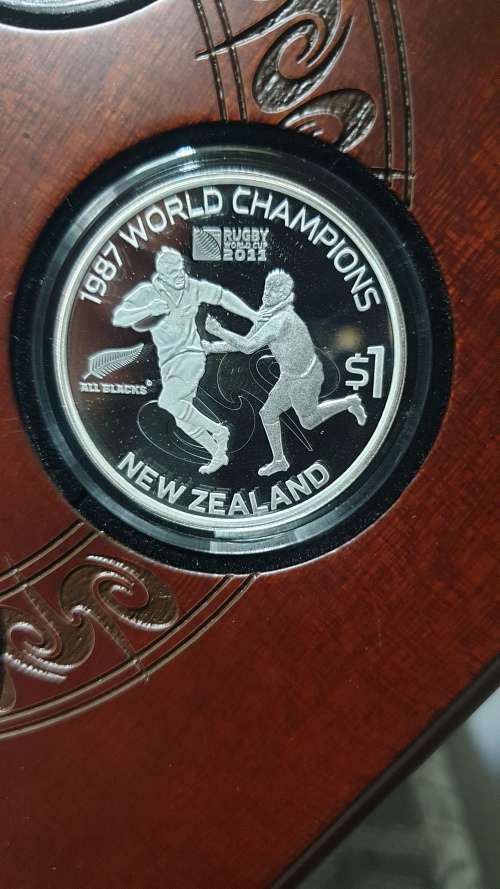 1987 WORLD CHAMPIONS
RUGBY
WORLD CUP
2011
$1
ALL BLACKS©
NEW ZEALAND